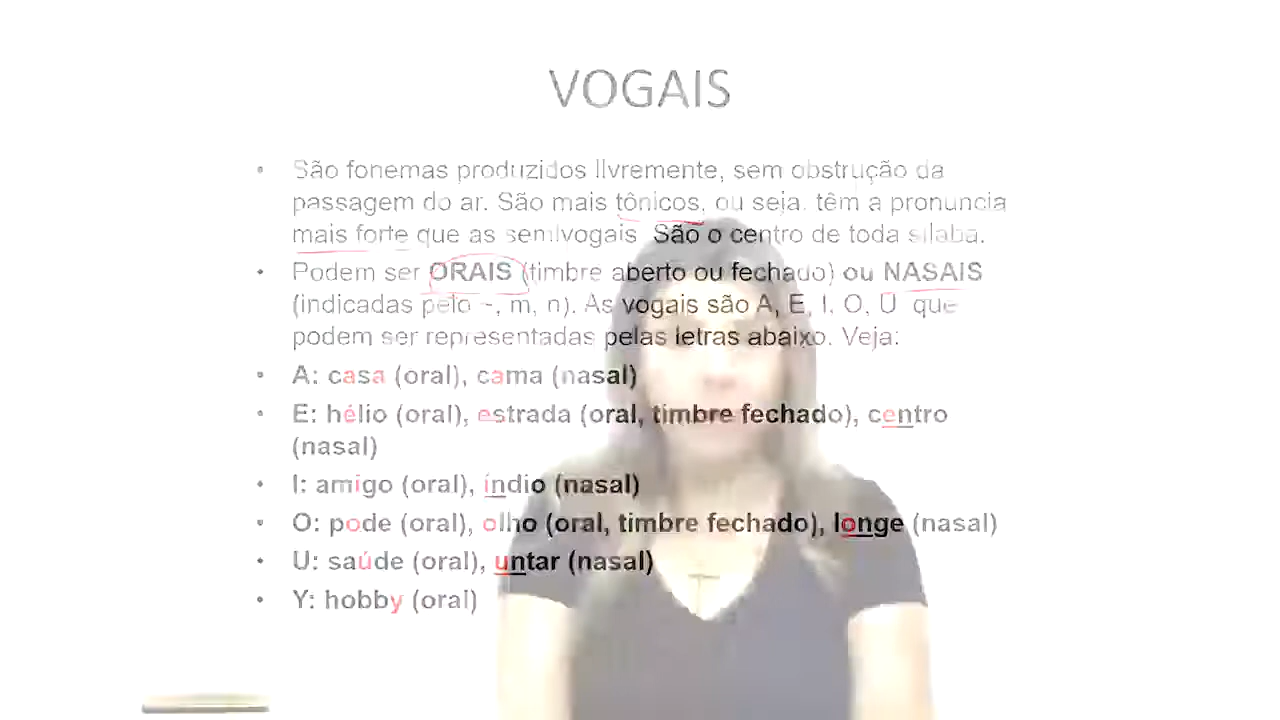 VOGAIS
• São fonemas produzidos livremente, sem obstrução da
passagem do ar. São mais tônicos, ou seja, têm a pronuncia
mais forte que as semivogais. São o centro de toda sílaba.
• Podem ser ORAIS (timbre aberto ou fechado) ou NASAIS
(indicadas pelo ~, m, n). As vogais são A, E, I, O, U que
podem ser representadas pelas letras abaixo. Veja:
• A: casa (oral), cama (nasal)
• E: hélio (oral), estrada (oral, timbre fechado), centro
(nasal)
• I: amigo (oral), índio (nasal)
• O: pode (oral), olho (oral, timbre fechado), longe (nasal)
• U: saúde (oral), untar (nasal)
• Y: hobby (oral)